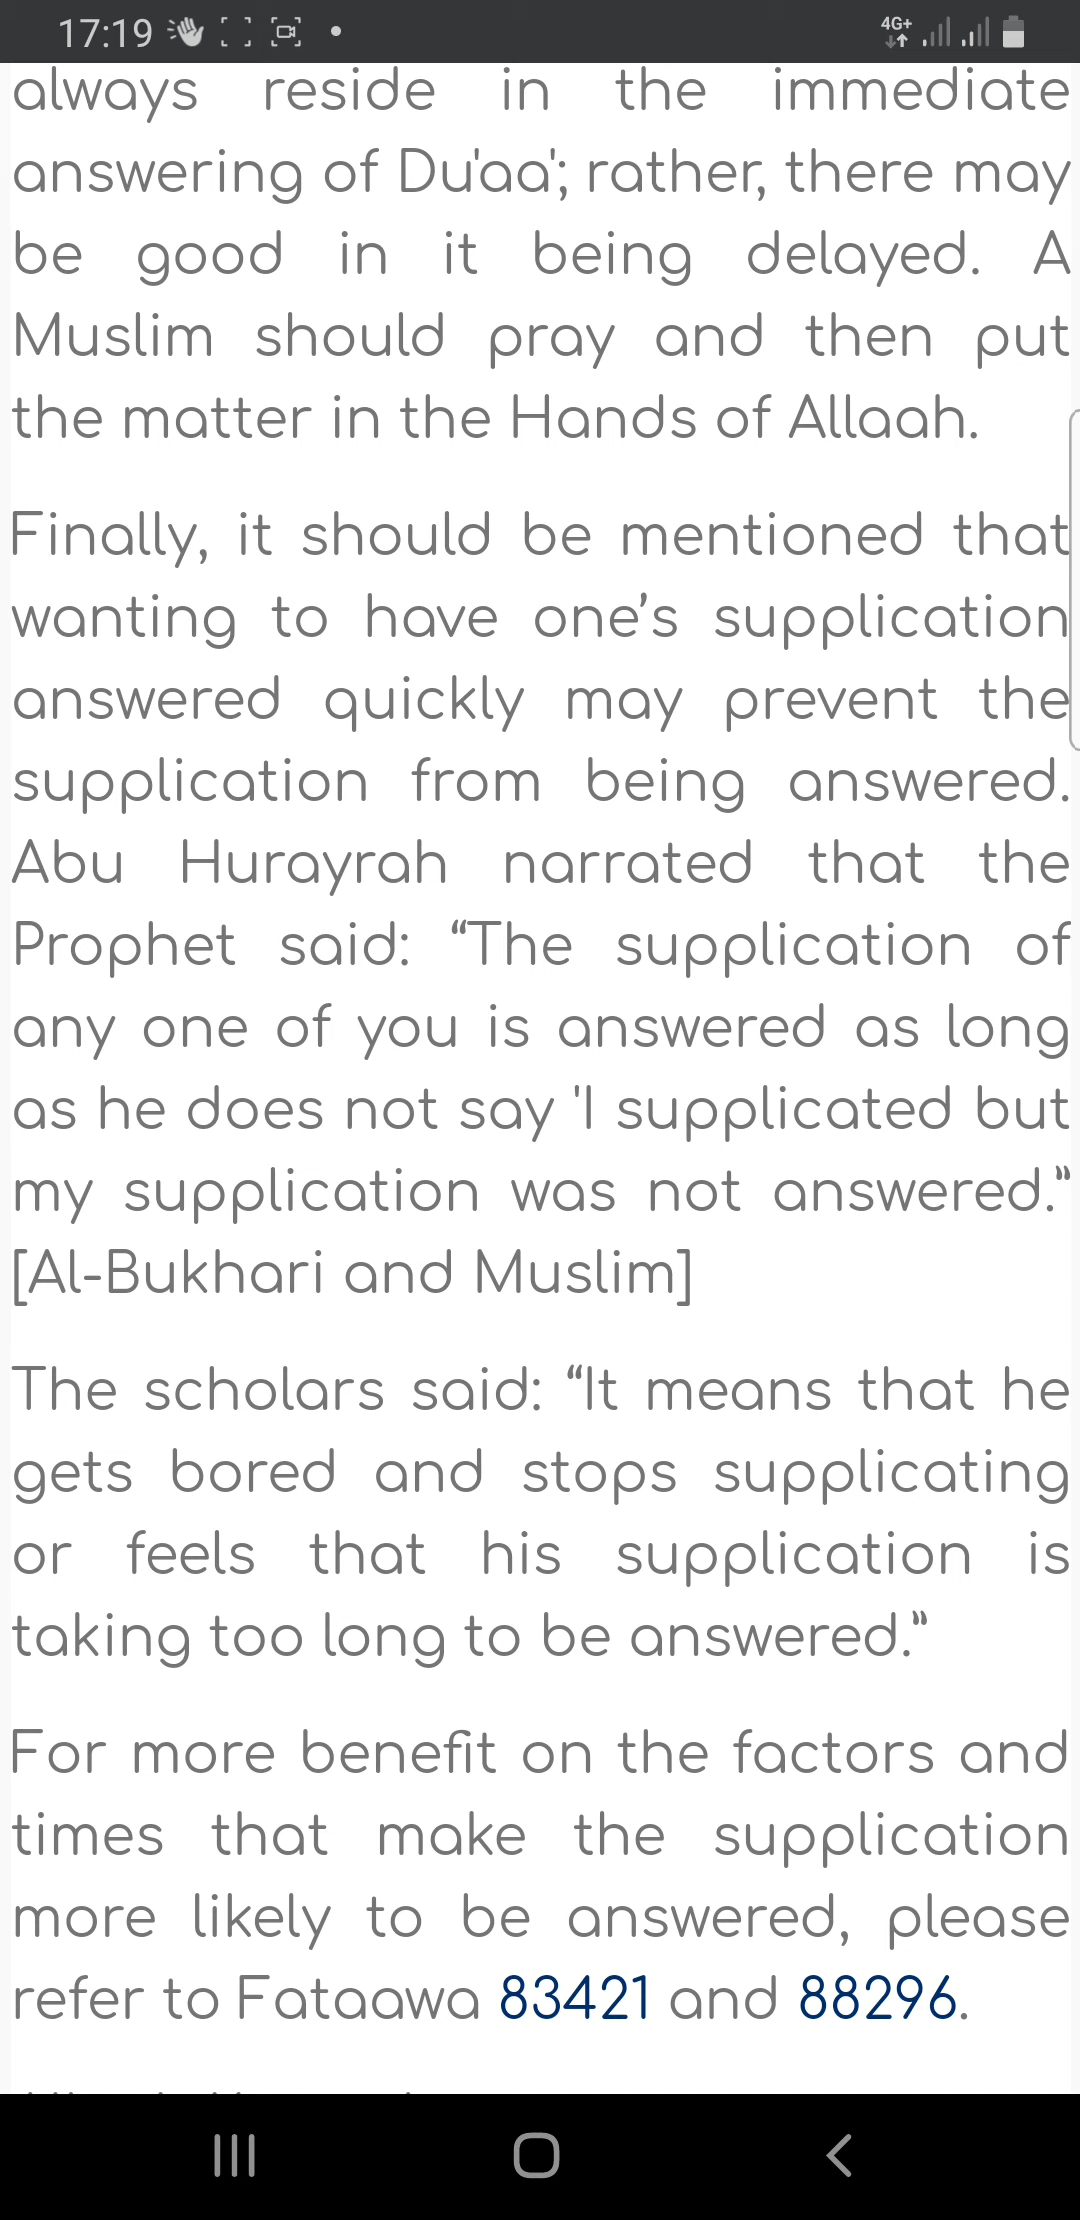 17:19
4G+
always reside in the immediate
answering of Du'aa'; rather, there may
be good in it being delayed. A
Muslim should pray and then put
the matter in the Hands of Allaah.
Finally, it should be mentioned that
wanting to have one’s supplication
answered quickly may prevent the
supplication from being answered.
Abu Hurayrah narrated that the
Prophet said: “The supplication of
any one of you is answered as long
as he does not say 'I supplicated but
my supplication was not answered.”
[Al-Bukhari and Muslim]
The scholars said: “It means that he
gets bored and stops supplicating
or feels that his supplication is
taking too long to be answered.”
For more benefit on the factors and
times that make the supplication
more likely to be answered, please
refer to Fataawa 83421 and 88296.